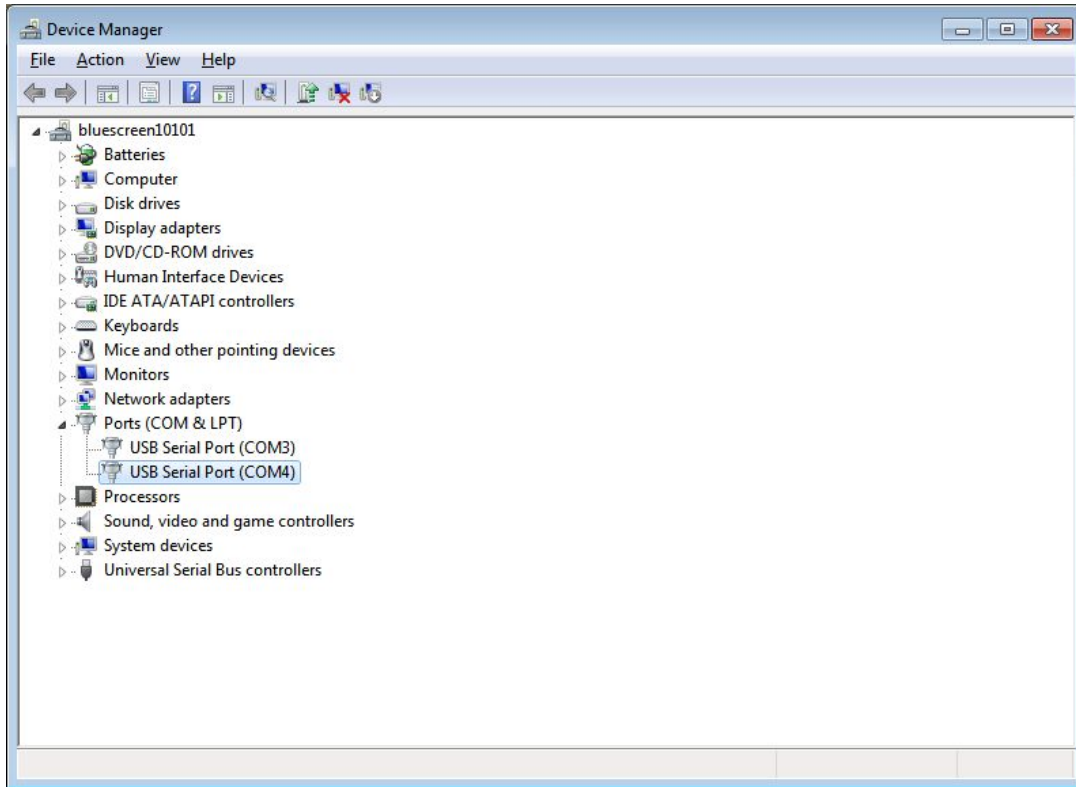 Device Manager
File Action View Help
bluescreen10101
Batteries
Computer
Disk drives
Display adapters
DVD/CD-ROM drives
Human Interface Devices
IDE ATA/ATAPI controllers
Keyboards
Mice and other pointing devices
Monitors
Network adapters
Ports (COM & LPT)
USB Serial Port (COM3)
USB Serial Port (COM4)
Processors
Sound, video and game controllers
System devices
Universal Serial Bus controllers